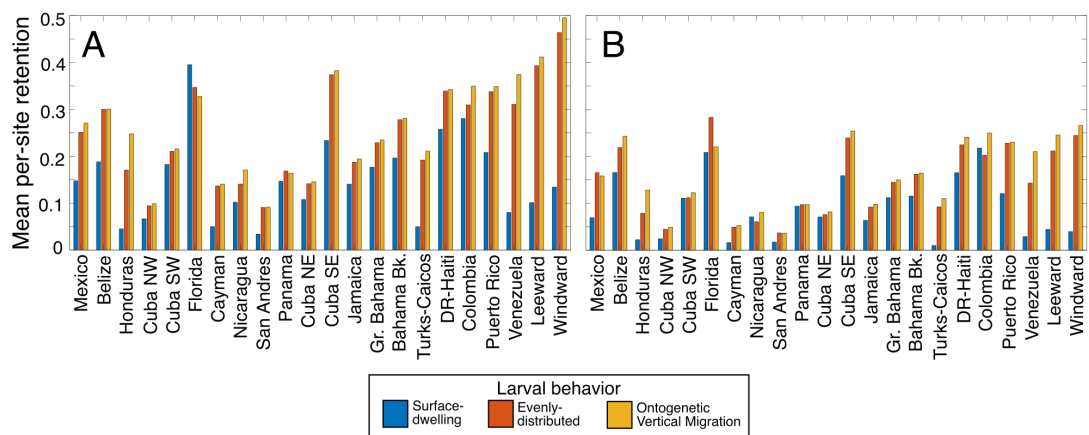 A
B
Mean per-site retention
0.5
0.4
0.3
0.2
0.1
0
Mexico
Belize
Honduras
Cuba NW
Cuba SW
Florida
Cayman
Nicaragua
San Andres
Panama
Cuba NE
Cuba SE
Jamaica
Gr. Bahama
Bahama Bk.
Turks-Caicos
DR-Haiti
Colombia
Puerto Rico
Venezuela
Leeward
Windward
Mexico
Belize
Honduras
Cuba NW
Cuba SW
Florida
Cayman
Nicaragua
San Andres
Panama
Cuba NE
Cuba SE
Jamaica
Gr. Bahama
Bahama Bk.
Turks-Caicos
DR-Haiti
Colombia
Puerto Rico
Venezuela
Leeward
Windward
Larval behavior
Surface-
dwelling
Evenly-
distributed
Ontogenetic
Vertical Migration